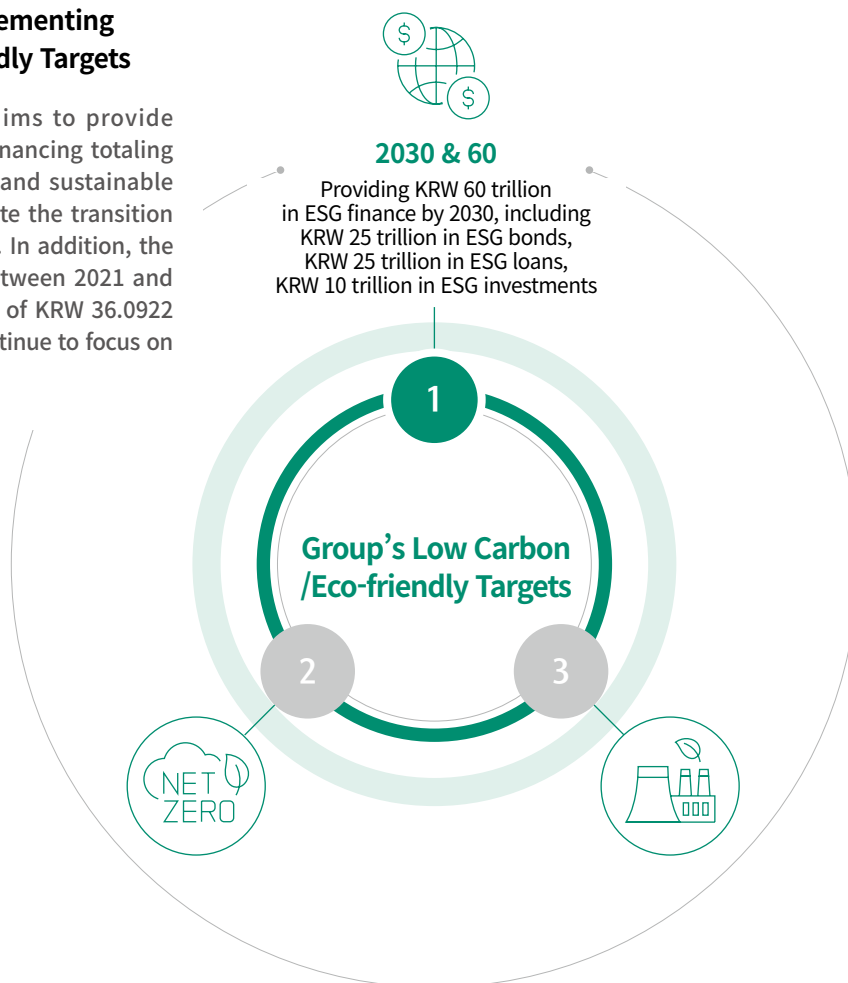 ementing
dly Targets
ims to provide
nancing totaling
and sustainable
te the transition
. In addition, the
tween 2021 and
of KRW 36.0922
tinue to focus on
2030 & 60
Providing KRW 60 trillion
in ESG finance by 2030, including
KRW 25 trillion in ESG bonds,
KRW 25 trillion in ESG loans,
KRW 10 trillion in ESG investments
1
Group’s Low Carbon
/Eco-friendly Targets
2
3
NET
ZERO
$
$